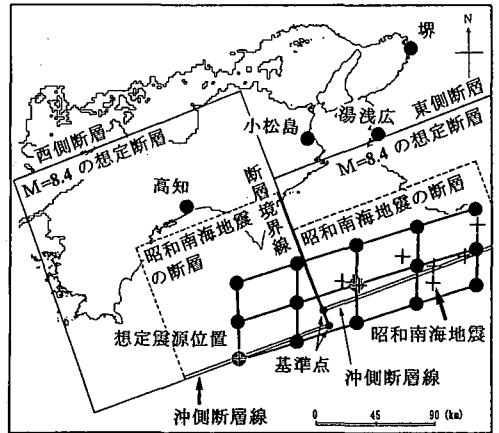 N
堺
湯浅広
小松島
東側断層
M=8.4 の想定断層
西側断層
M=8.4 の想定断層
高知
断層境界線
昭和南海地震の断層
昭和南海地震
の断層
想定震源位置
昭和南海地震
基準点
沖側断層線
沖側断層線
0 45 90 (km)